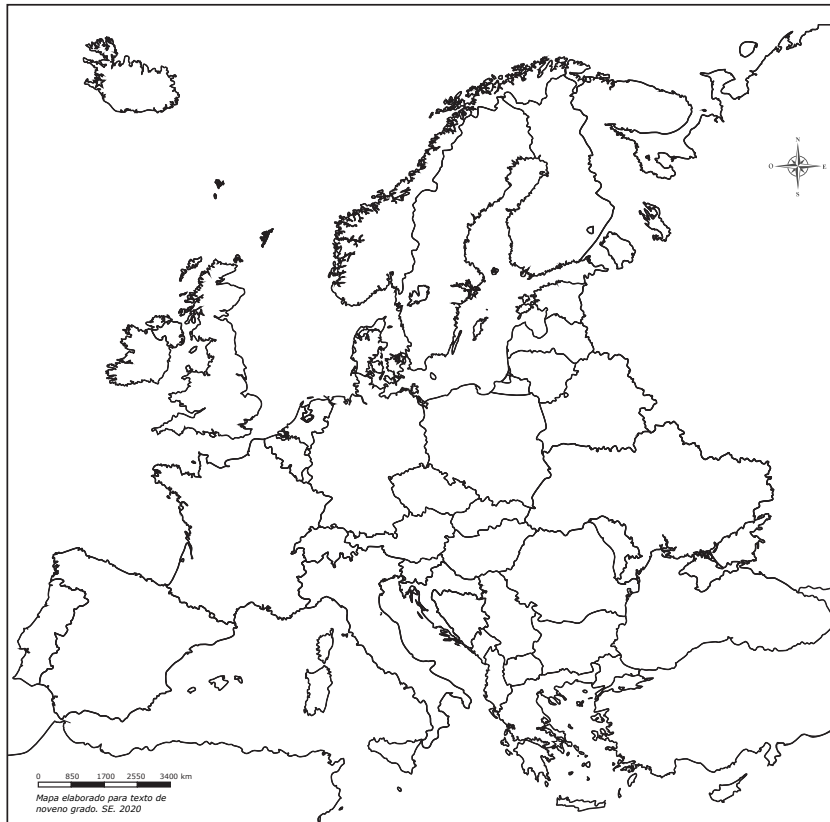 N
O
E
S
0 850 1700 2550 3400 km
Mapa elaborado para texto de
noveno grado. SE. 2020